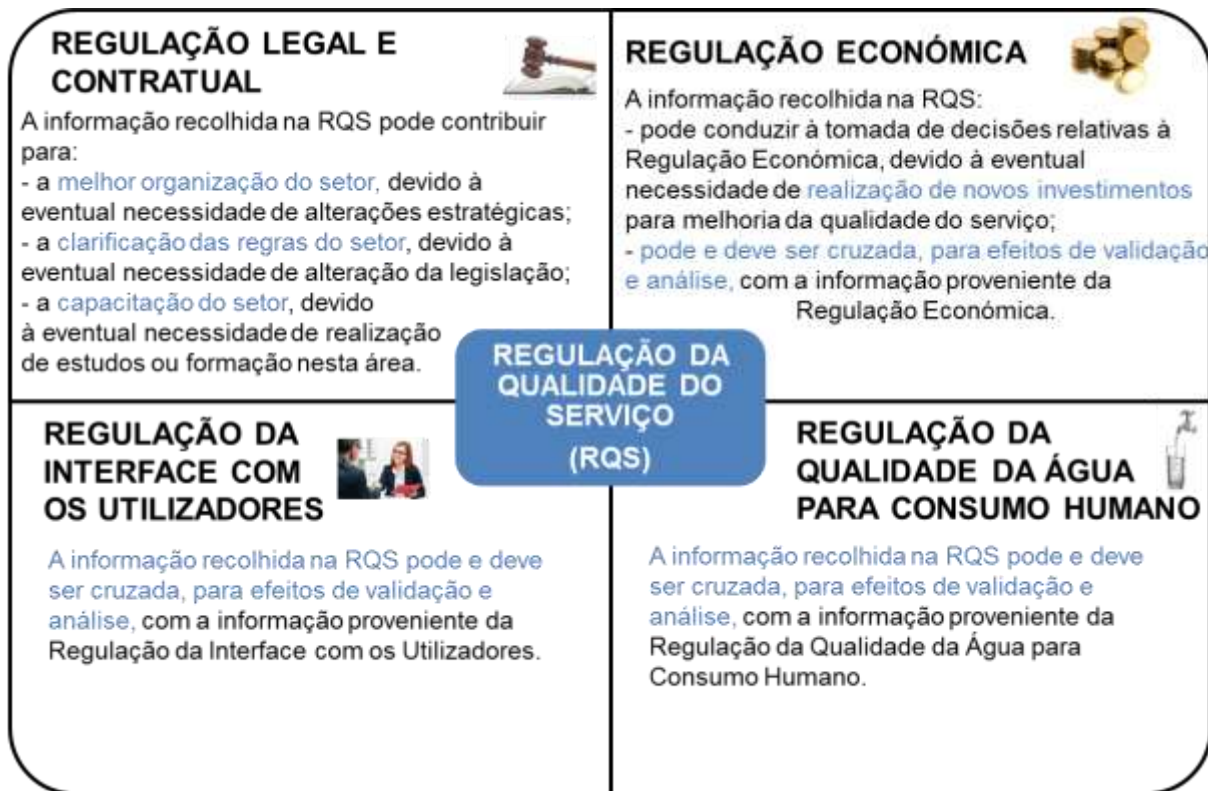 REGULAÇÃO LEGAL E
CONTRATUAL
A informação recolhida na RQS pode contribuir
para:
- a melhor organização do setor, devido à
eventual necessidade de alterações estratégicas;
- a clarificação das regras do setor, devido à
eventual necessidade de alteração da legislação;
- a capacitação do setor, devido
à eventual necessidade de realização
de estudos ou formação nesta área.
REGULAÇÃO ECONÓMICA
A informação recolhida na RQS:
- pode conduzir à tomada de decisões relativas à
Regulação Económica, devido à eventual
necessidade de realização de novos investimentos
para melhoria da qualidade do serviço;
- pode e deve ser cruzada, para efeitos de validação
e análise, com a informação proveniente da
Regulação Económica.
REGULAÇÃO DA
QUALIDADE DO
SERVIÇO
(RQS)
REGULAÇÃO DA
INTERFACE COM
OS UTILIZADORES
A informação recolhida na RQS pode e deve
ser cruzada, para efeitos de validação e
análise, com a informação proveniente da
Regulação da Interface com os Utilizadores.
REGULAÇÃO DA
QUALIDADE DA ÁGUA
PARA CONSUMO HUMANO
A informação recolhida na RQS pode e deve
ser cruzada, para efeitos de validação e
análise, com a informação proveniente da
Regulação da Qualidade da Água para
Consumo Humano.